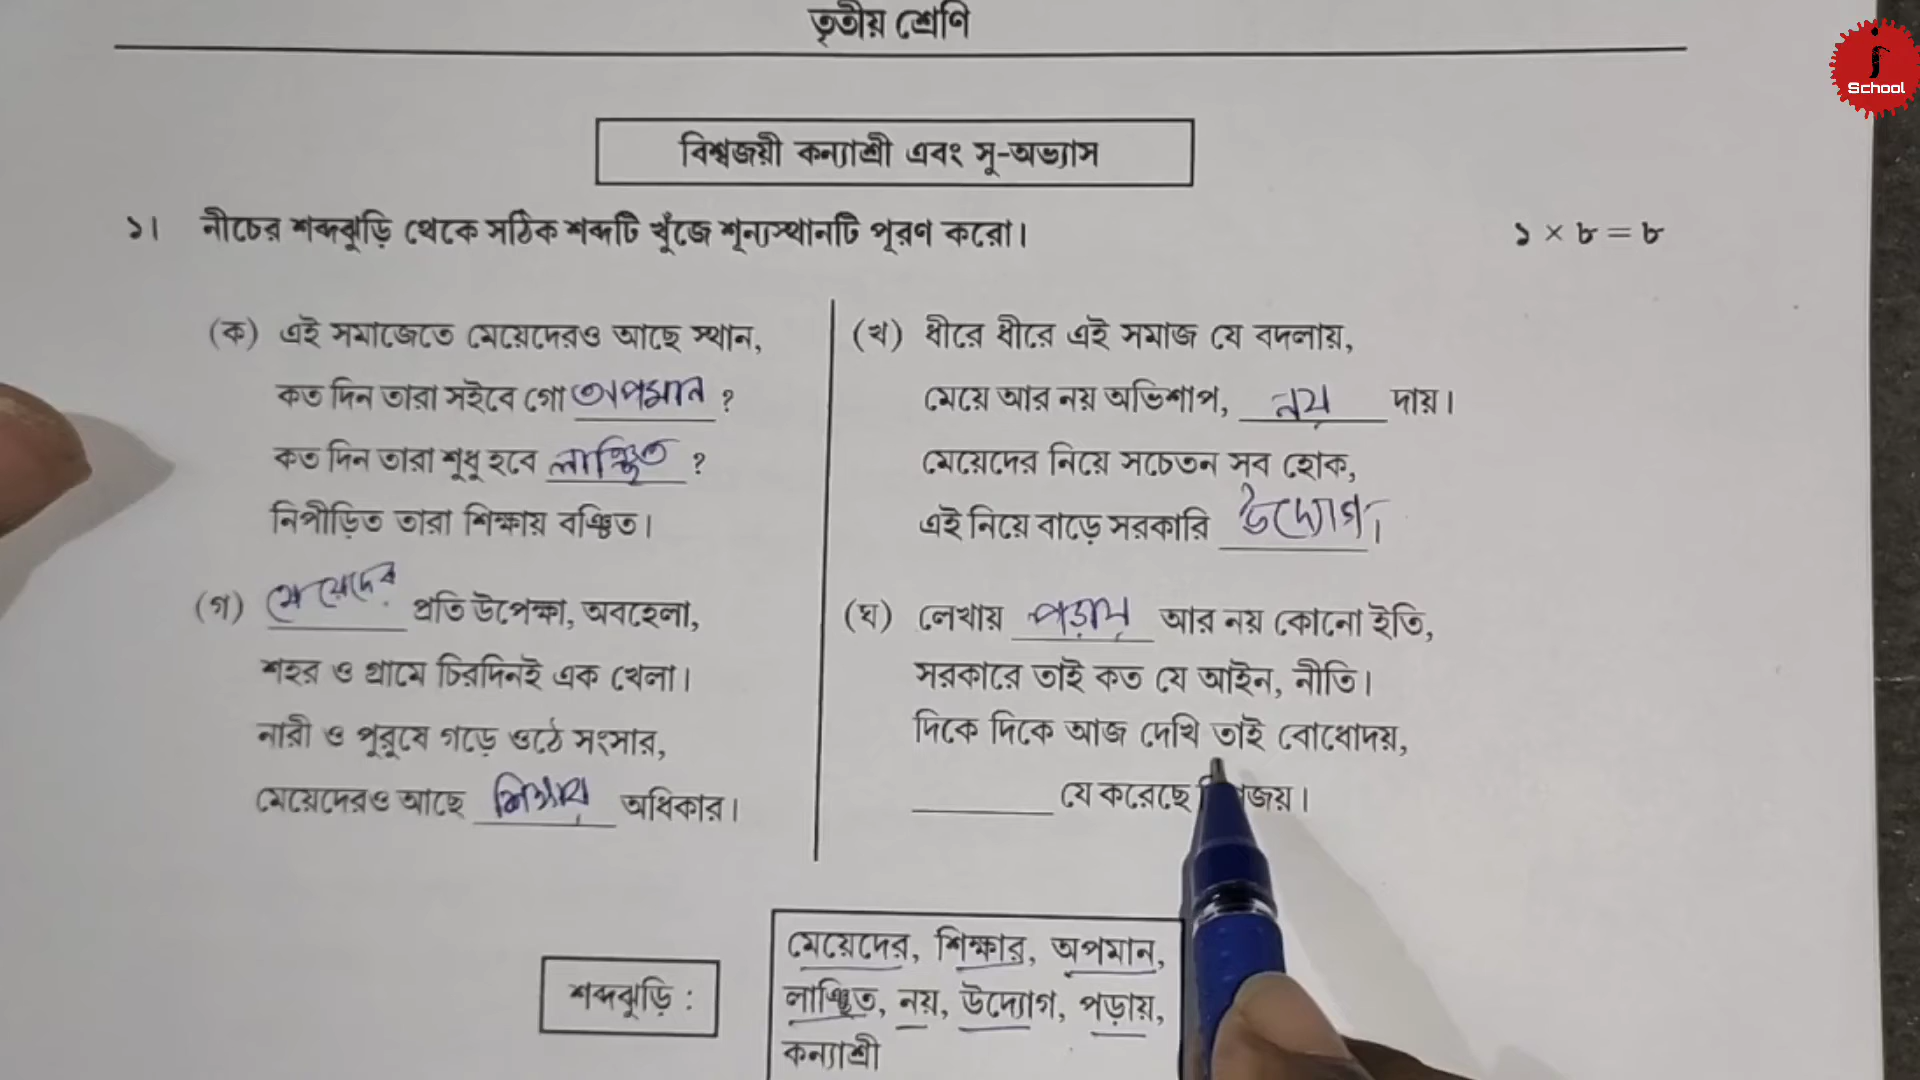 তৃতীয় শ্রেণি
School
বিশ্বজয়ী কন্যাশ্রী এবং সু-অভ্যাস
১। নীচের শব্দঝুড়ি থেকে সঠিক শব্দটি খুঁজে শূন্যস্থানটি পূরণ করো। ১ × ৮ = ৮
(ক) এই সমাজেতে মেয়েদেরও আছে স্থান,
কত দিন তারা সইবে গো অপমান ?
কত দিন তারা শুধু হবে লাঞ্ছিত ?
নিপীড়িত তারা শিক্ষায় বঞ্চিত।
(খ) ধীরে ধীরে এই সমাজ যে বদলায়,
মেয়ে আর নয় অভিশাপ, নয় দায়।
মেয়েদের নিয়ে সচেতন সব হোক,
এই নিয়ে বাড়ে সরকারি উদ্যোগ।
(গ) মেয়েদের প্রতি উপেক্ষা, অবহেলা,
শহর ও গ্রামে চিরদিনই এক খেলা।
নারী ও পুরুষে গড়ে ওঠে সংসার,
মেয়েদেরও আছে শিক্ষার অধিকার।
(ঘ) লেখায় পড়ায় আর নয় কোনো ইতি,
সরকারে তাই কত যে আইন, নীতি।
দিকে দিকে আজ দেখি তাই বোধোদয়,
যে করেছে
শব্দঝুড়ি :
মেয়েদের, শিক্ষার, অপমান,
লাঞ্ছিত, নয়, উদ্যোগ, পড়ায়,
কন্যাশ্রী